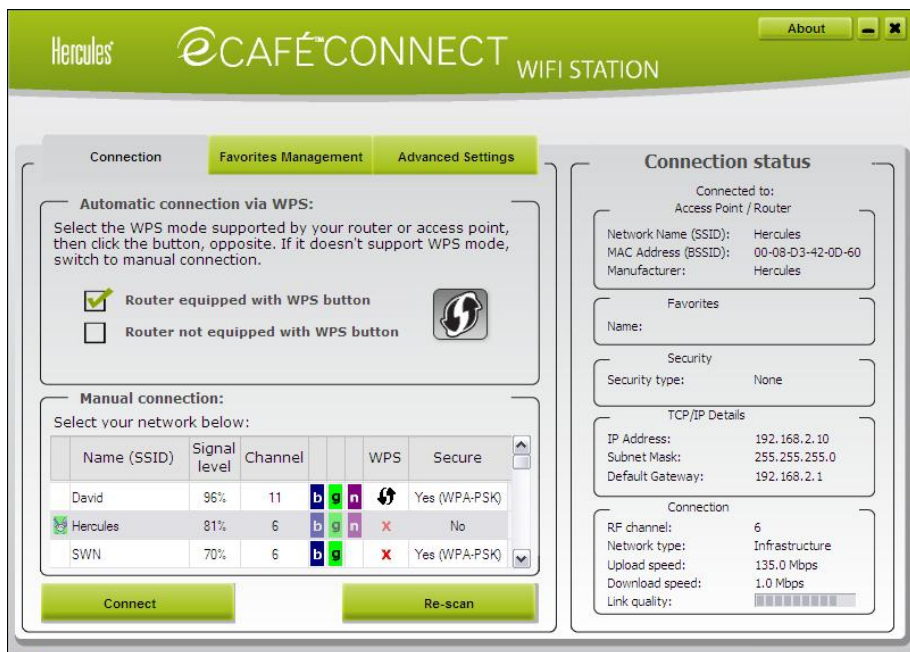 About
Hercules
eCAFÉ™CONNECT WIFI STATION
Connection
Favorites Management
Advanced Settings
Automatic connection via WPS:
Select the WPS mode supported by your router or access point,
then click the button, opposite. If it doesn't support WPS mode,
switch to manual connection.
Router equipped with WPS button
Router not equipped with WPS button
Manual connection:
Select your network below:
Name (SSID) Signal level Channel WPS Secure
David 96% 11 b g n Yes (WPA-PSK)
Hercules 81% 6 b g n x No
SWN 70% 6 b g x Yes (WPA-PSK)
Connect
Re-scan
Connection status
Connected to:
Access Point / Router
Network Name (SSID): Hercules
MAC Address (BSSID): 00-08-D3-42-0D-60
Manufacturer: Hercules
Favorites
Name:
Security
Security type: None
TCP/IP Details
IP Address: 192.168.2.10
Subnet Mask: 255.255.255.0
Default Gateway: 192.168.2.1
Connection
RF channel: 6
Network type: Infrastructure
Upload speed: 135.0 Mbps
Download speed: 1.0 Mbps
Link quality: